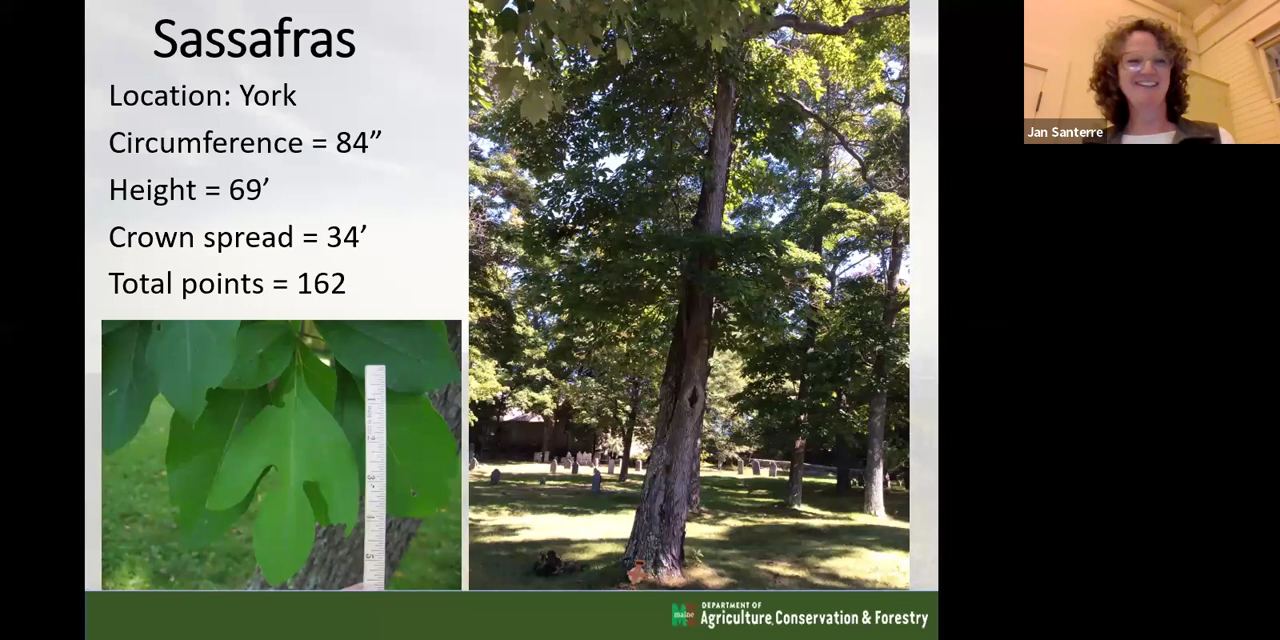 Sassafras
Location: York
Circumference = 84”
Height = 69’
Crown spread = 34’
Total points = 162
Jan Santerre
maine
DEPARTMENT OF
Agriculture, Conservation & Forestry